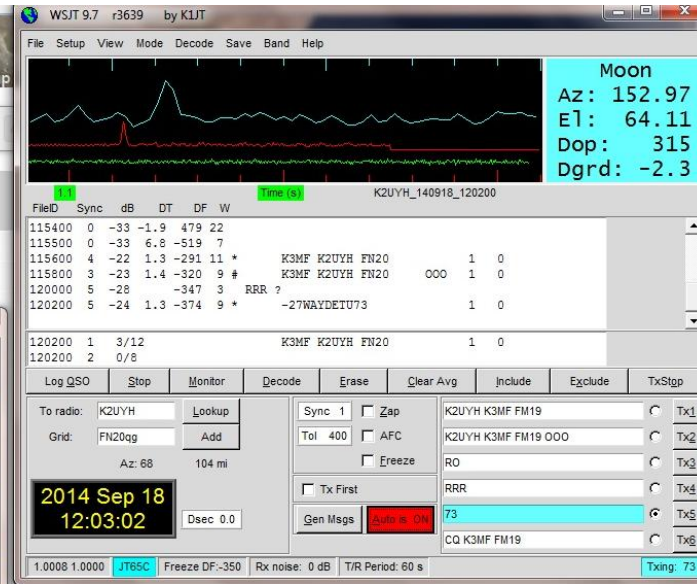 WSJT 9.7 r3639 by K1JT
File Setup View Mode Decode Save Band Help
Moon
Az: 152.97
El: 64.11
Dop: 315
Dgrd: -2.3
1.1 Time (s) K2UYH_140918_120200
FileID Sync dB DT DF W
115400 0 -33 -1.9 479 22
115500 0 -33 6.8 -519 7
115600 4 -22 1.3 -291 11 * K3MF K2UYH FN20 1 0
115800 3 -23 1.4 -320 9 # K3MF K2UYH FN20 OOO 1 0
120000 5 -28 -347 3 RRR ?
120200 5 -24 1.3 -374 9 * -27WAYDETU73 1 0
120200 1 3/12 K3MF K2UYH FN20 1 0
120200 2 0/8
Log QSO Stop Monitor Decode Erase Clear Avg Include Exclude TxStop
To radio: K2UYH Lookup
Grid: FN20qg Add
Az: 68 104 mi
2014 Sep 18
12:03:02
Dsec 0.0
Sync 1 Zap
Tol 400 AFC
Freeze
Tx First
Gen Msgs Auto is ON
K2UYH K3MF FM19 Tx1
K2UYH K3MF FM19 OOO Tx2
RO Tx3
RRR Tx4
73 Tx5
CQ K3MF FM19 Tx6
1.0008 1.0000 JT65C Freeze DF:-350 Rx noise: 0 dB T/R Period: 60 s Txing: 73